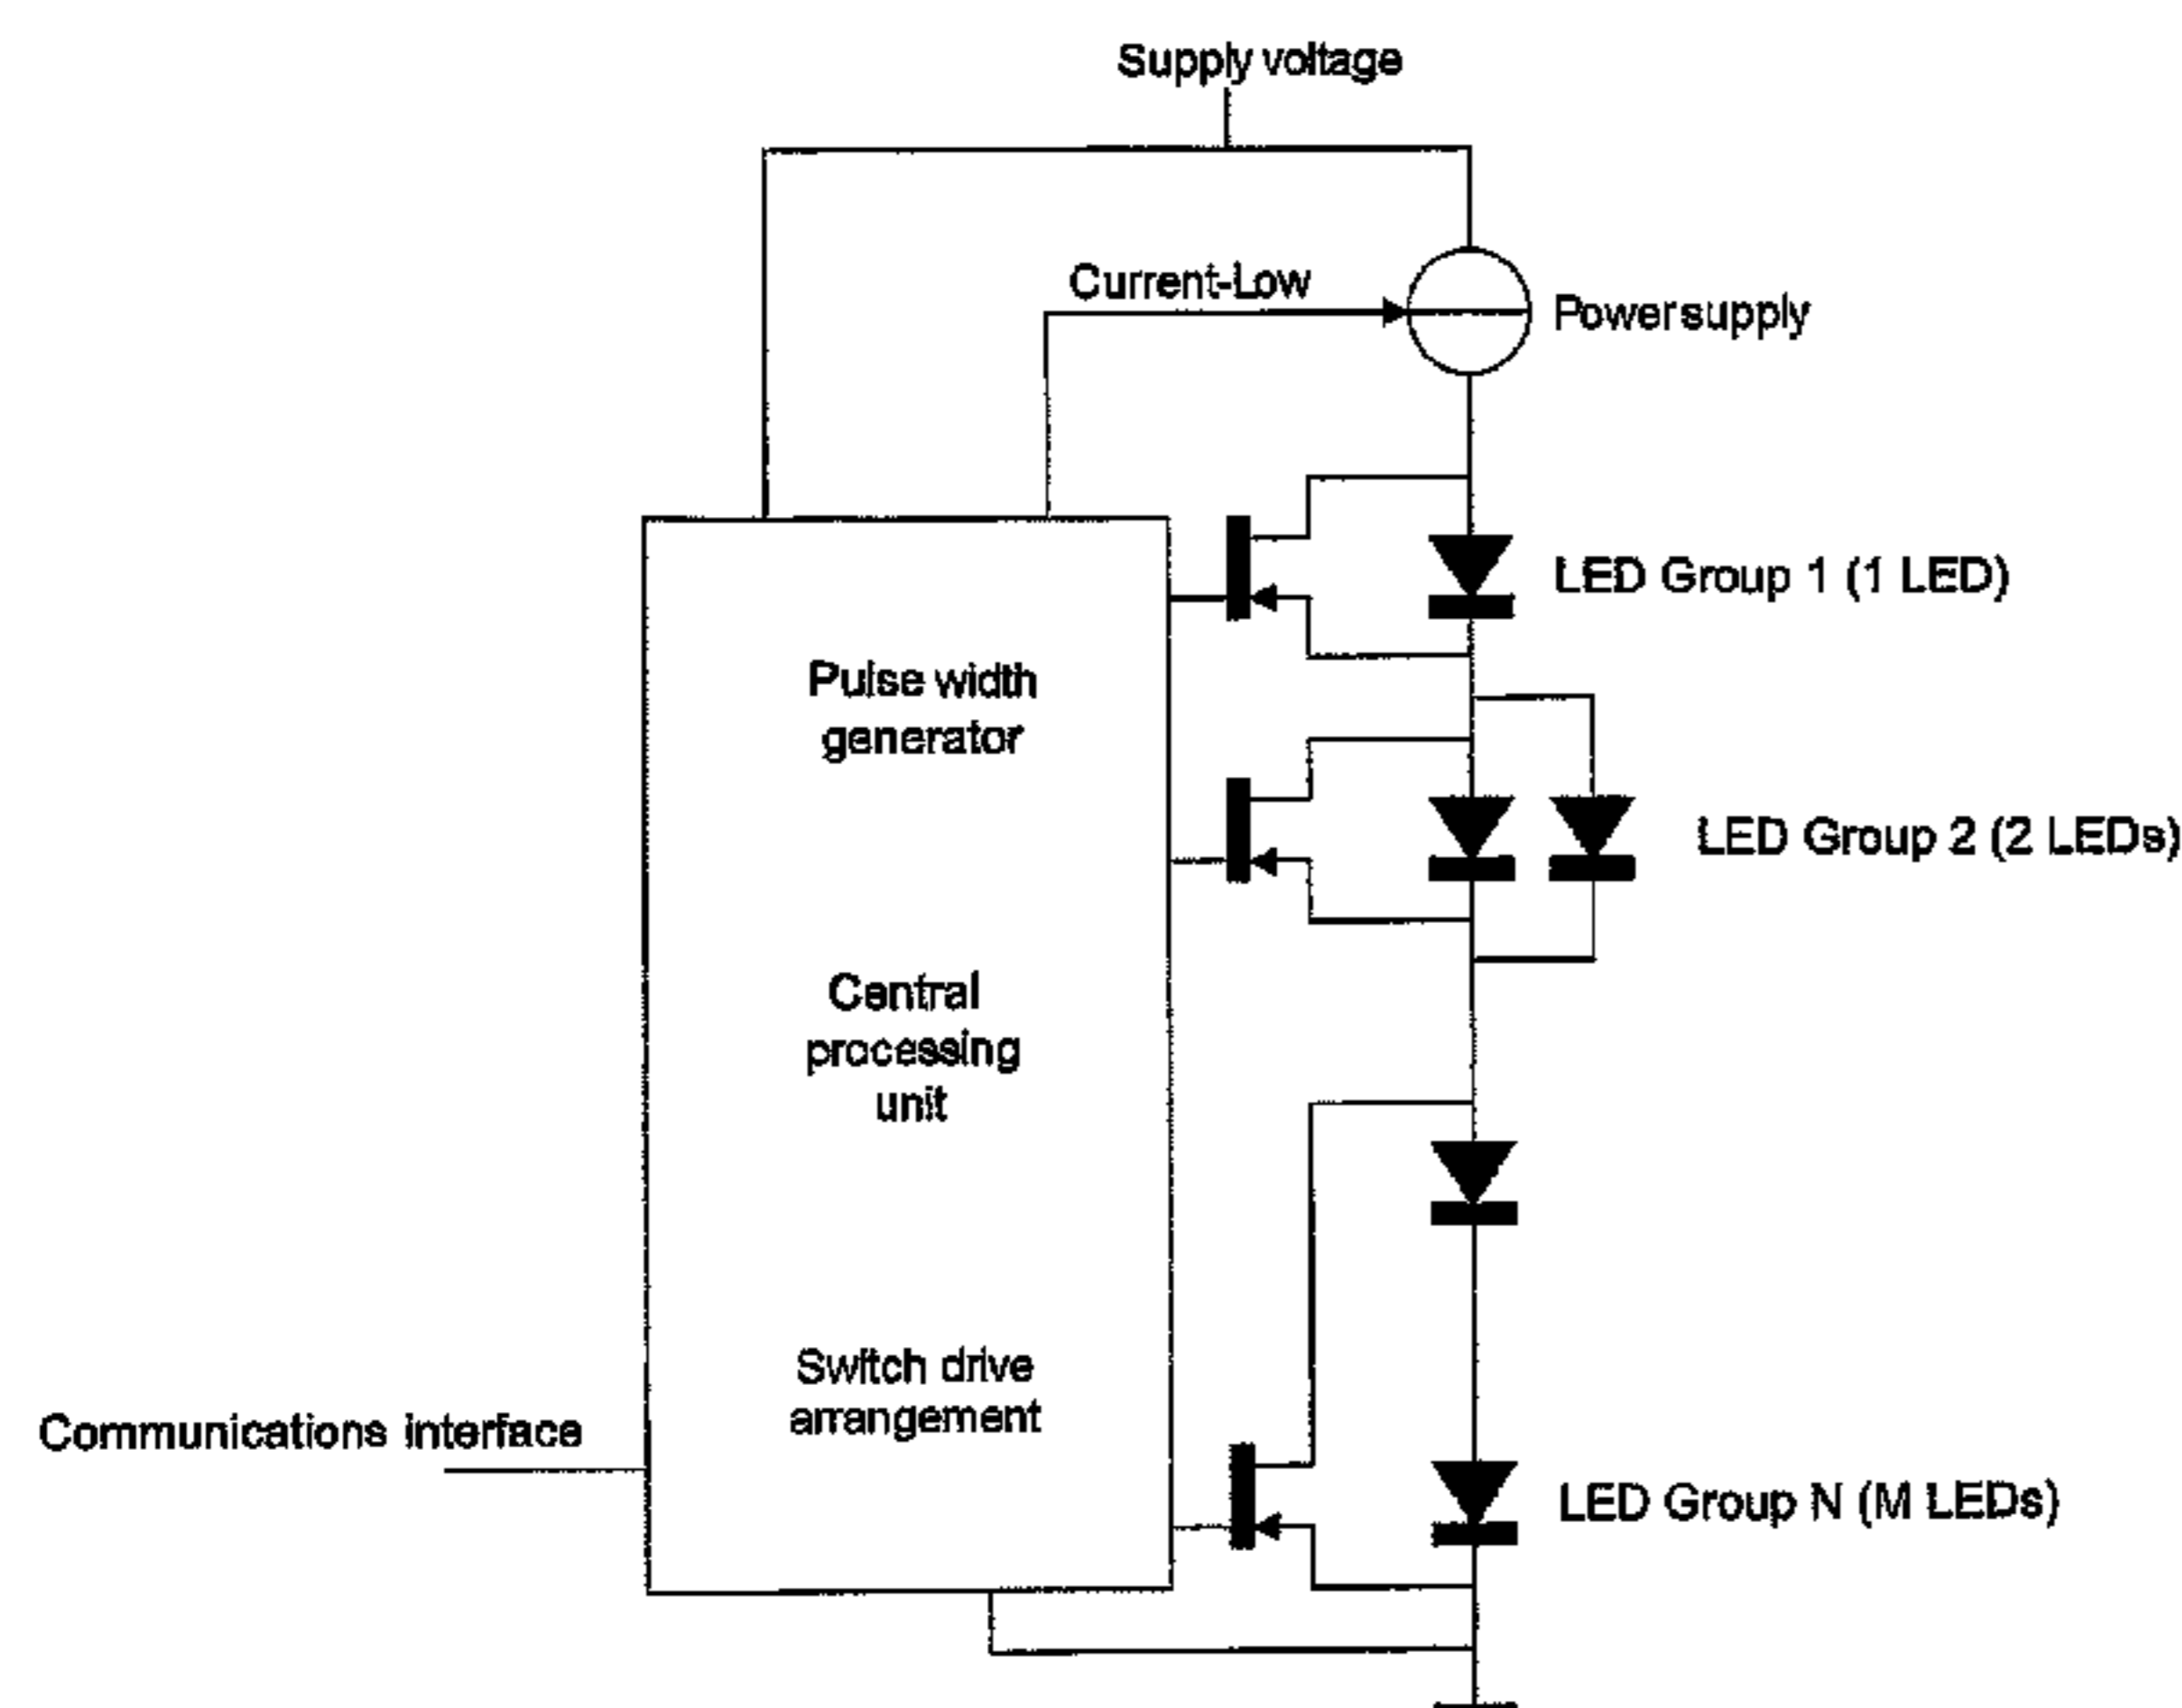 Supply voltage
Current-Low
Powersupply
LED Group 1 (1 LED)
Pulse width
generator
LED Group 2 (2 LEDs)
Central
processing
unit
Switch drive
arrangement
Communications interface
LED Group N (M LEDs)